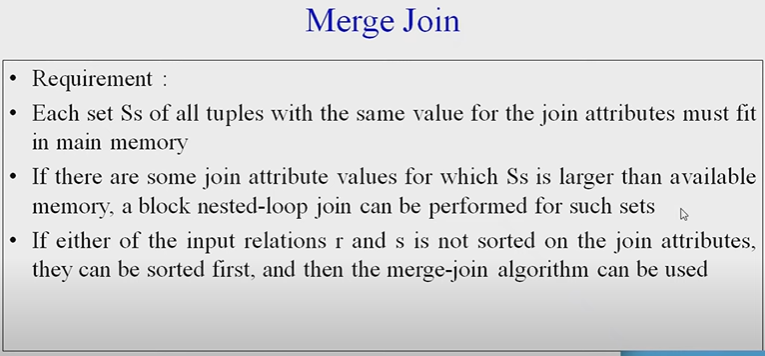 Merge Join
• Requirement :
• Each set Ss of all tuples with the same value for the join attributes must fit
in main memory
• If there are some join attribute values for which Ss is larger than available
memory, a block nested-loop join can be performed for such sets
• If either of the input relations r and s is not sorted on the join attributes,
they can be sorted first, and then the merge-join algorithm can be used